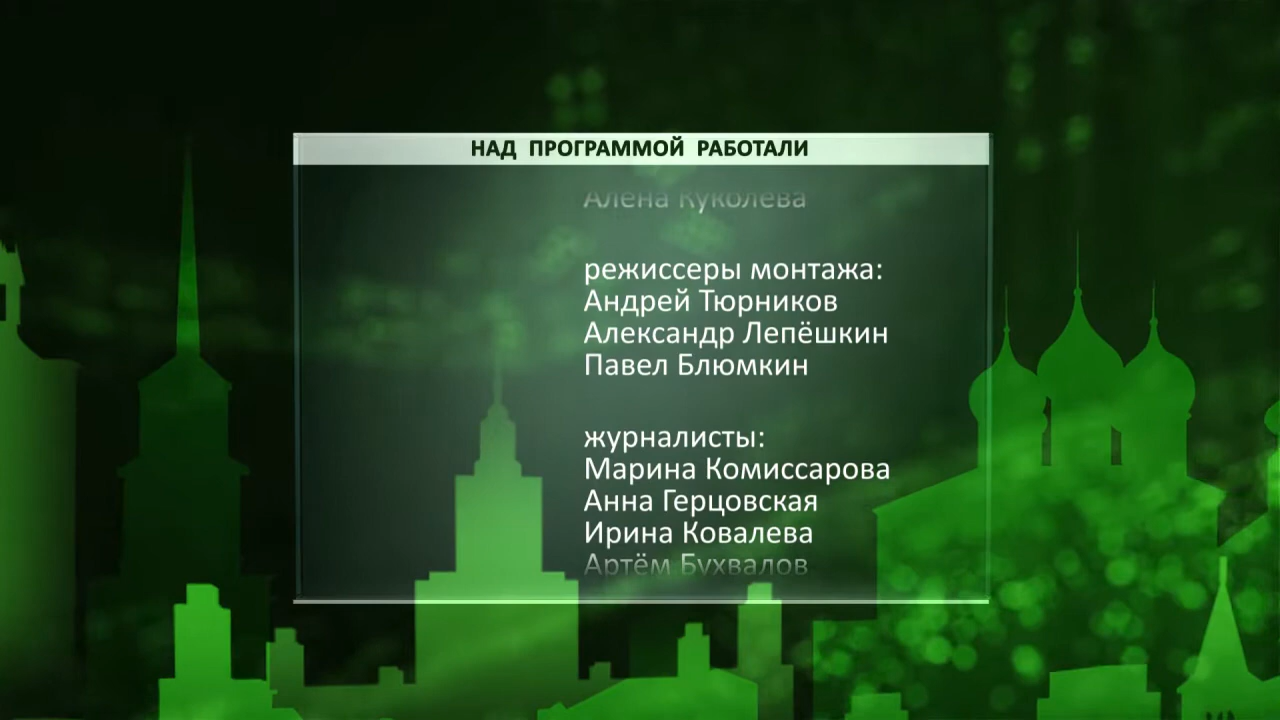 НАД ПРОГРАММОЙ РАБОТАЛИ
Алена Куколева
режиссеры монтажа:
Андрей Тюрников
Александр Лепёшкин
Павел Блюмкин
журналисты:
Марина Комиссарова
Анна Герцовская
Ирина Ковалева
Артём Бухвалов